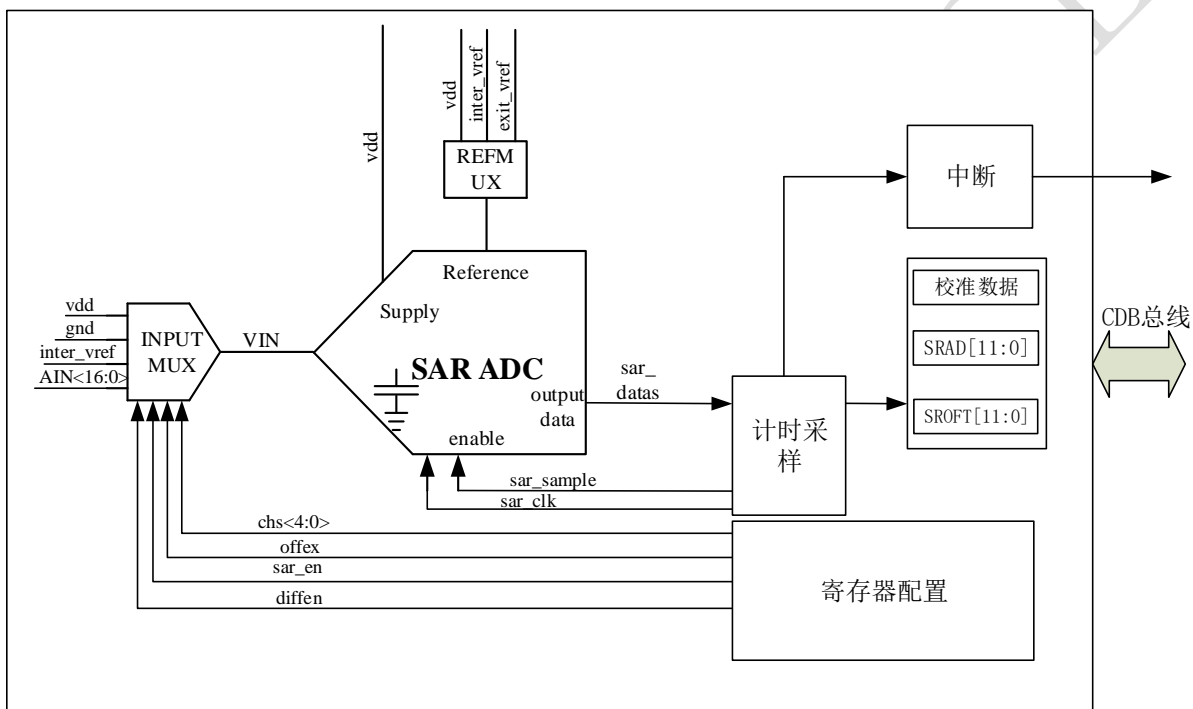 vdd
vdd
inter_vref
exit_vref
REFM
UX
中断
Reference
Supply
校准数据
CDB总线
SRAD[11:0]
SROFT[11:0]
vdd
gnd
inter_vref
AIN<16:0>
INPUT
MUX
VIN
SAR ADC
output
data
enable
sar_
datas
计时采
样
sar_sample
sar_clk
chs<4:0>
offex
sar_en
diffen
寄存器配置